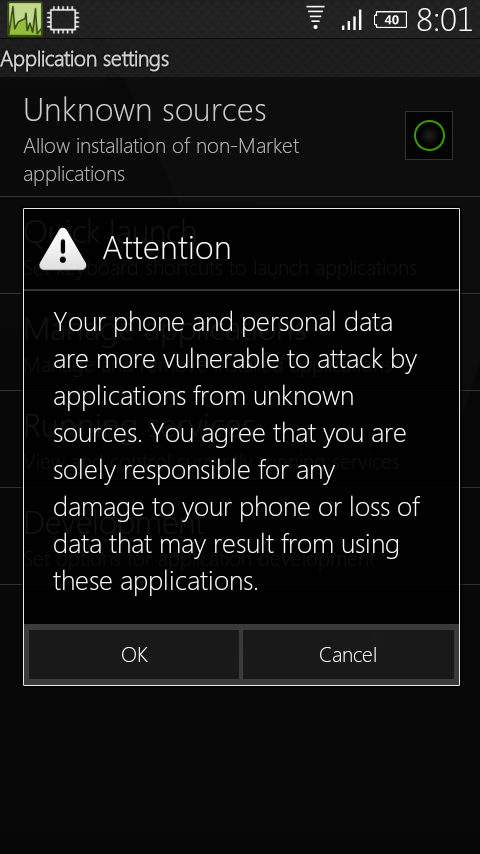 40 8:01
Application settings
Unknown sources
Allow installation of non-Market
applications
Quick launch
Set keyboard shortcuts to launch applications
Attention
Your phone and personal data
are more vulnerable to attack by
applications from unknown
sources. You agree that you are
solely responsible for any
damage to your phone or loss of
data that may result from using
these applications.
Manage applications
Running services
View and control currently running services
Development
Set options for application development
OK Cancel